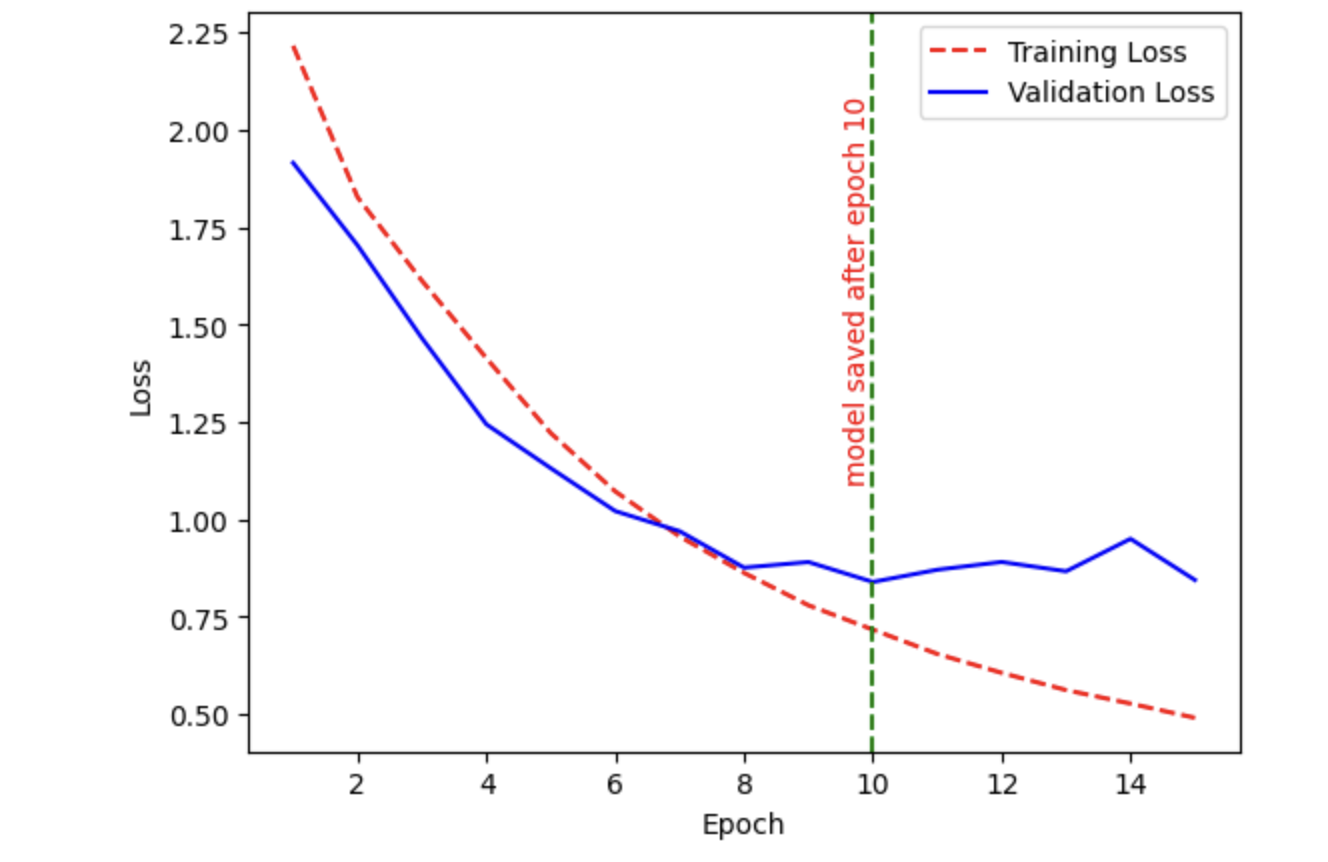 2.25
2.00
1.75
1.50
1.25
1.00
0.75
0.50
Loss
Training Loss
Validation Loss
model saved after epoch 10
2 4 6 8 10 12 14
Epoch